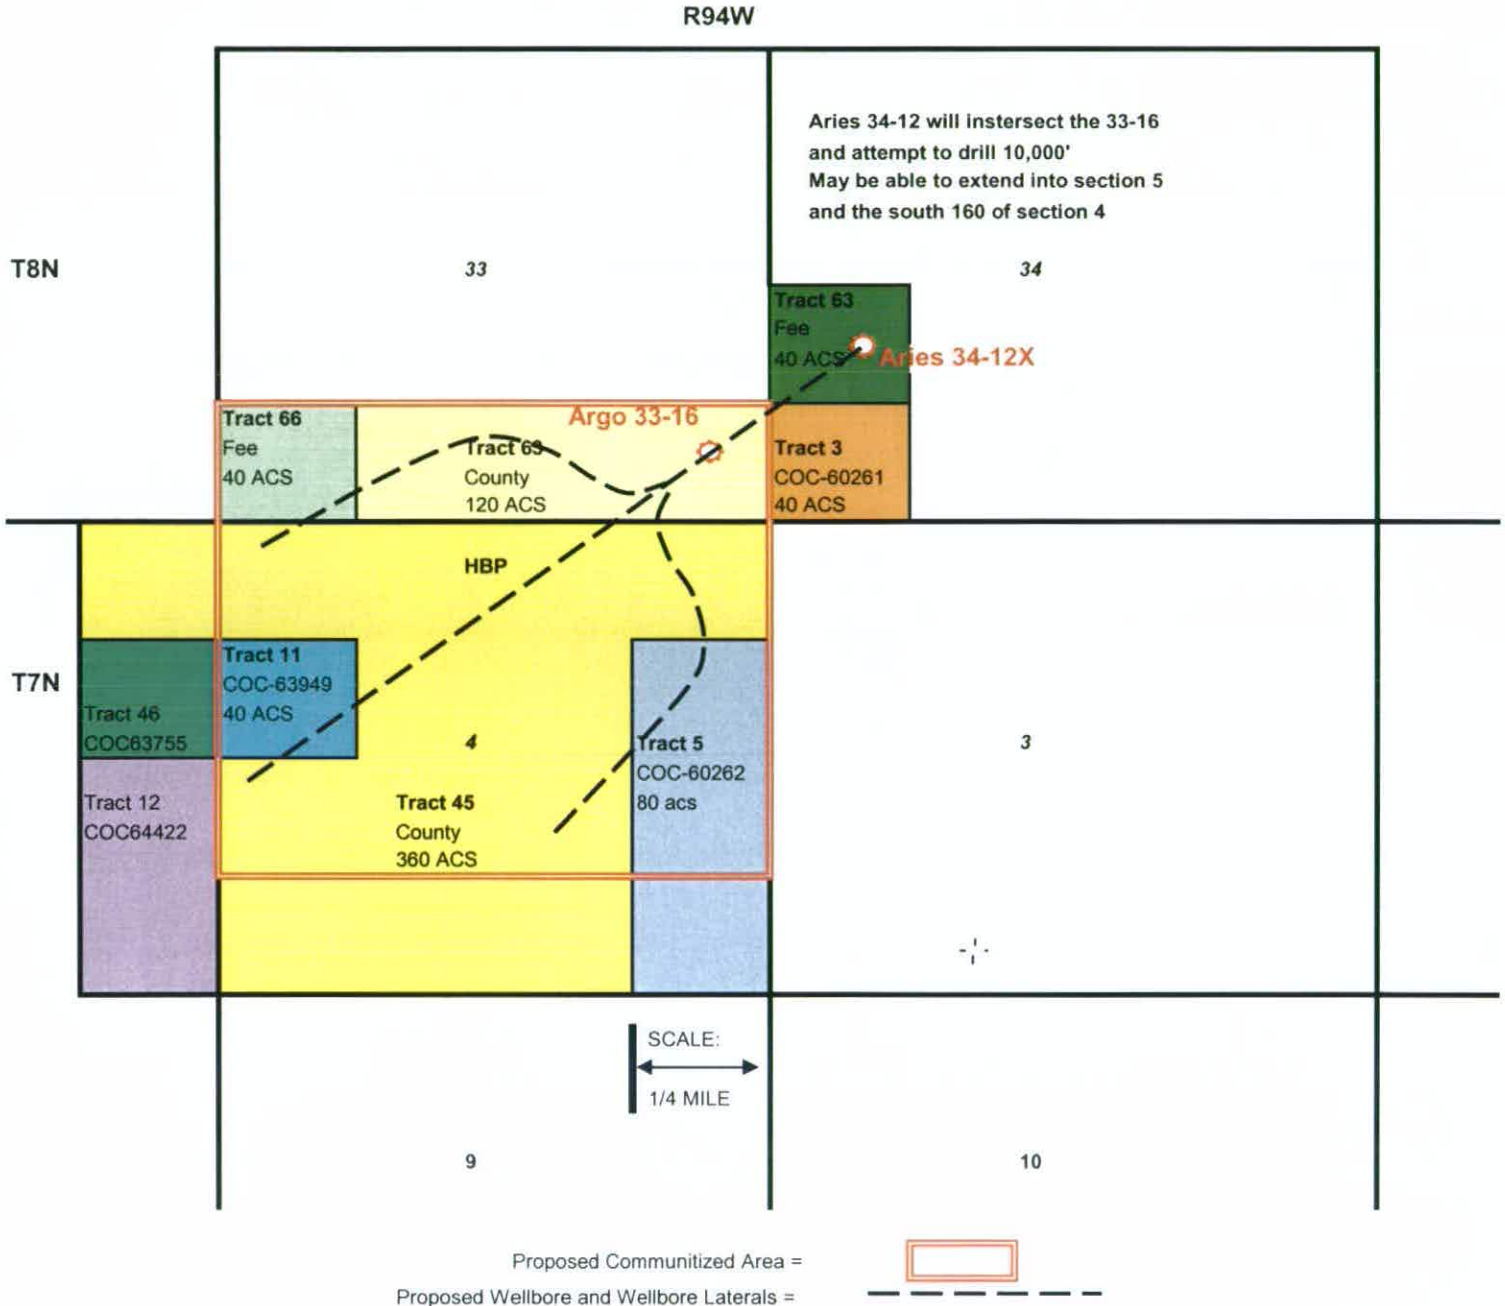 R94W
Aries 34-12 will instersect the 33-16
and attempt to drill 10,000'
May be able to extend into section 5
and the south 160 of section 4
T8N
33
34
Tract 63
Fee
40 ACS
Aries 34-12X
Tract 66
Fee
40 ACS
Argo 33-16
Tract 63
County
120 ACS
Tract 3
COC-60261
40 ACS
HBP
T7N
Tract 46
COC63755
Tract 11
COC-63949
40 ACS
4
3
Tract 5
COC-60262
80 acs
Tract 12
COC64422
Tract 45
County
360 ACS
SCALE:
1/4 MILE
9
10
Proposed Communitized Area =
Proposed Wellbore and Wellbore Laterals =